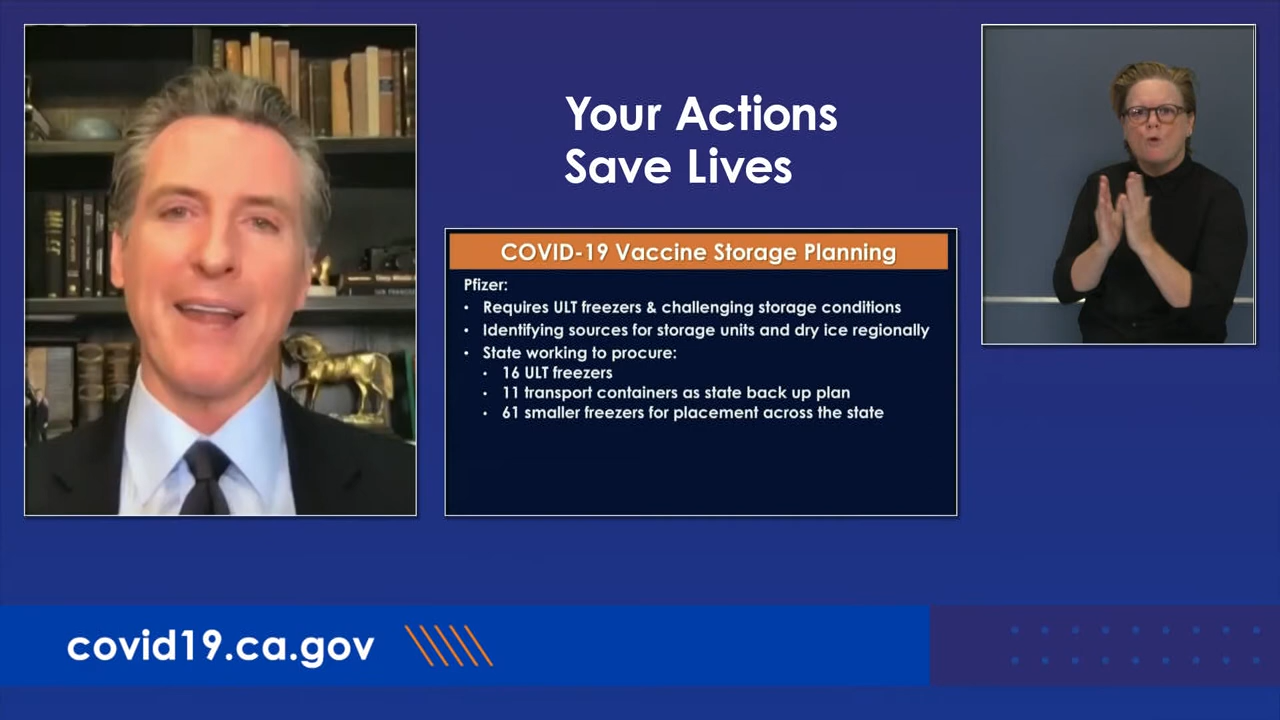 Your Actions
Save Lives
COVID-19 Vaccine Storage Planning
Pfizer:
• Requires ULT freezers & challenging storage conditions
• Identifying sources for storage units and dry ice regionally
• State working to procure:
• 16 ULT freezers
• 11 transport containers as state back up plan
• 61 smaller freezers for placement across the state
covid19.ca.gov